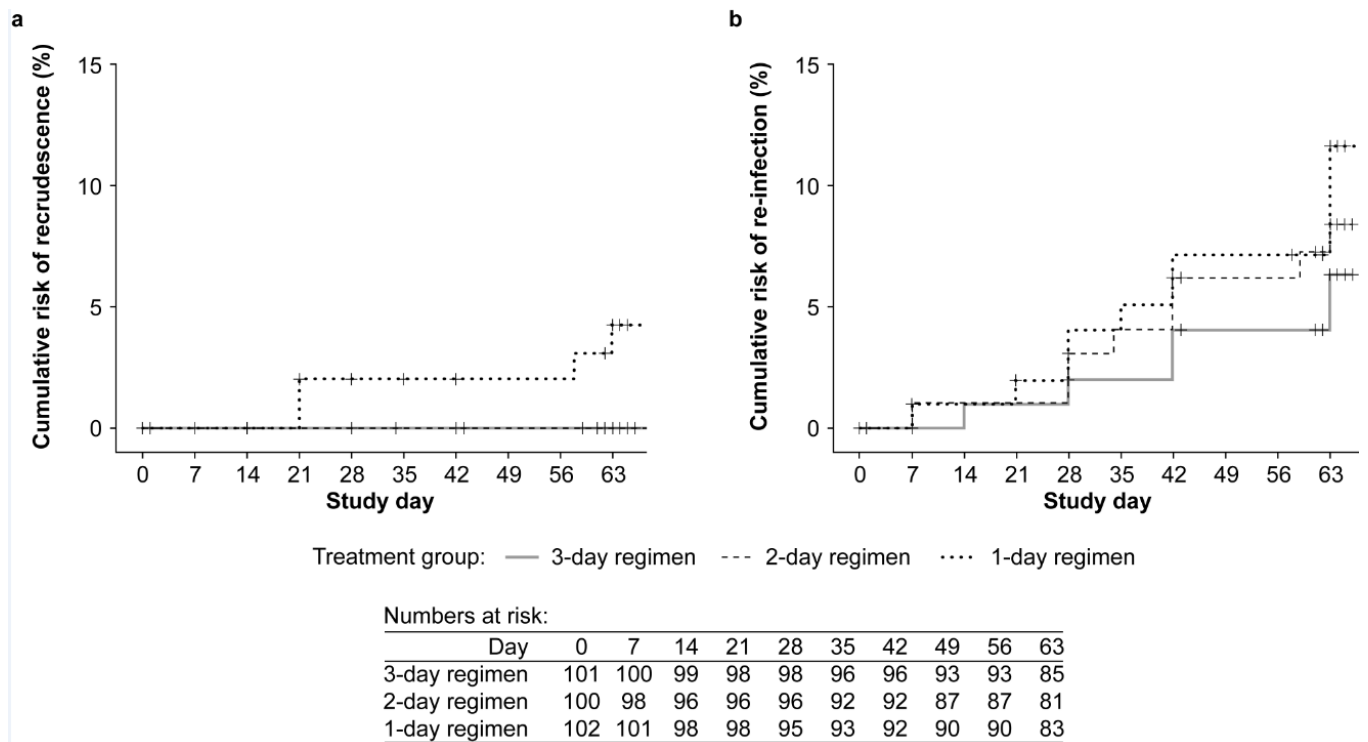 a
Cumulative risk of recrudescence (%)
15
10
5
0
0 7 14 21 28 35 42 49 56 63
Study day
b
Cumulative risk of re-infection (%)
15
10
5
0
0 7 14 21 28 35 42 49 56 63
Study day
Treatment group: 3-day regimen 2-day regimen 1-day regimen
Numbers at risk:
Day 0 7 14 21 28 35 42 49 56 63
3-day regimen 101 100 99 98 98 96 96 93 93 85
2-day regimen 100 98 96 96 96 92 92 87 87 81
1-day regimen 102 101 98 98 95 93 92 90 90 83